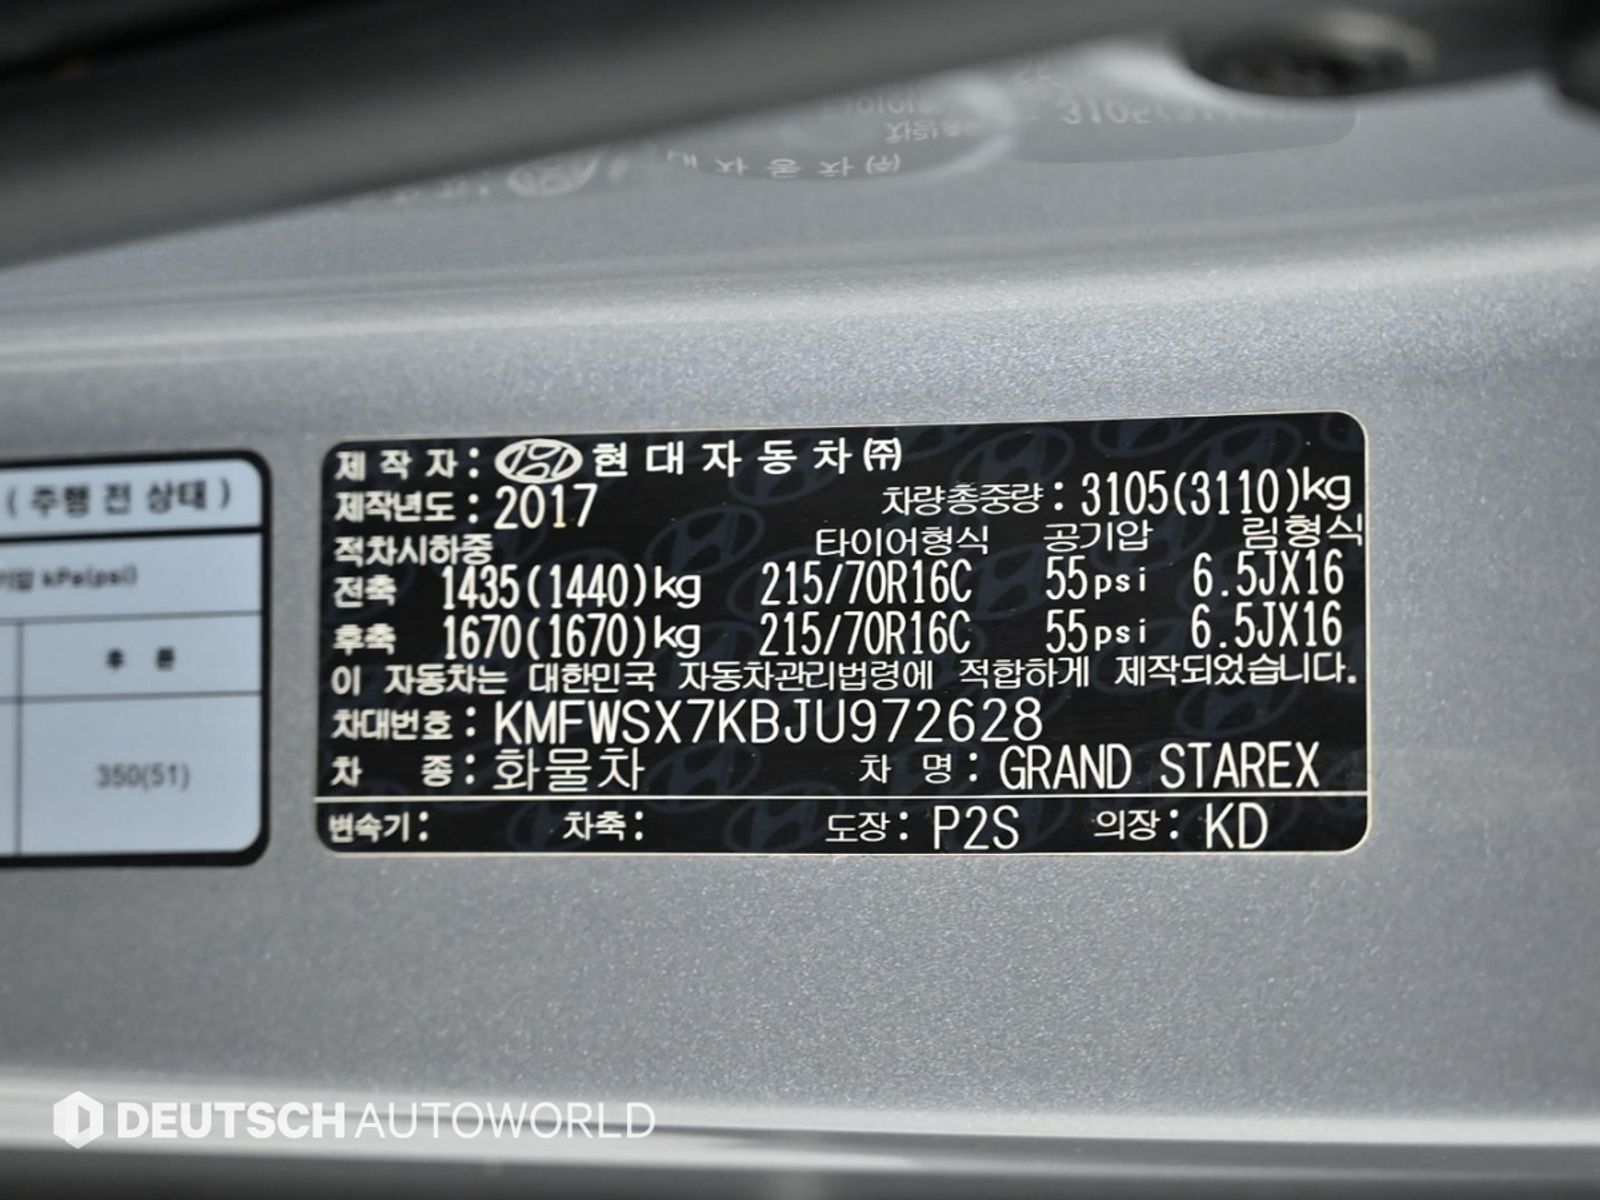 ( 주행 전 상태 )
kPa(psi)
350(51)
제 작 자 : 현대자동차㈜
제작년도 : 2017 차량총중량 : 3105(3110)kg
적차시하중 타이어형식 공기압 림형식
전축 1435(1440)kg 215/70R16C 55psi 6.5JX16
후축 1670(1670)kg 215/70R16C 55psi 6.5JX16
이 자동차는 대한민국 자동차관리법령에 적합하게 제작되었습니다.
차대번호 : KMFWSX7KBJU972628
차 종 : 화물차 차 명 : GRAND STAREX
변속기 : 차축 : 도장 : P2S 의장 : KD
DEUTSCH AUTOWORLD